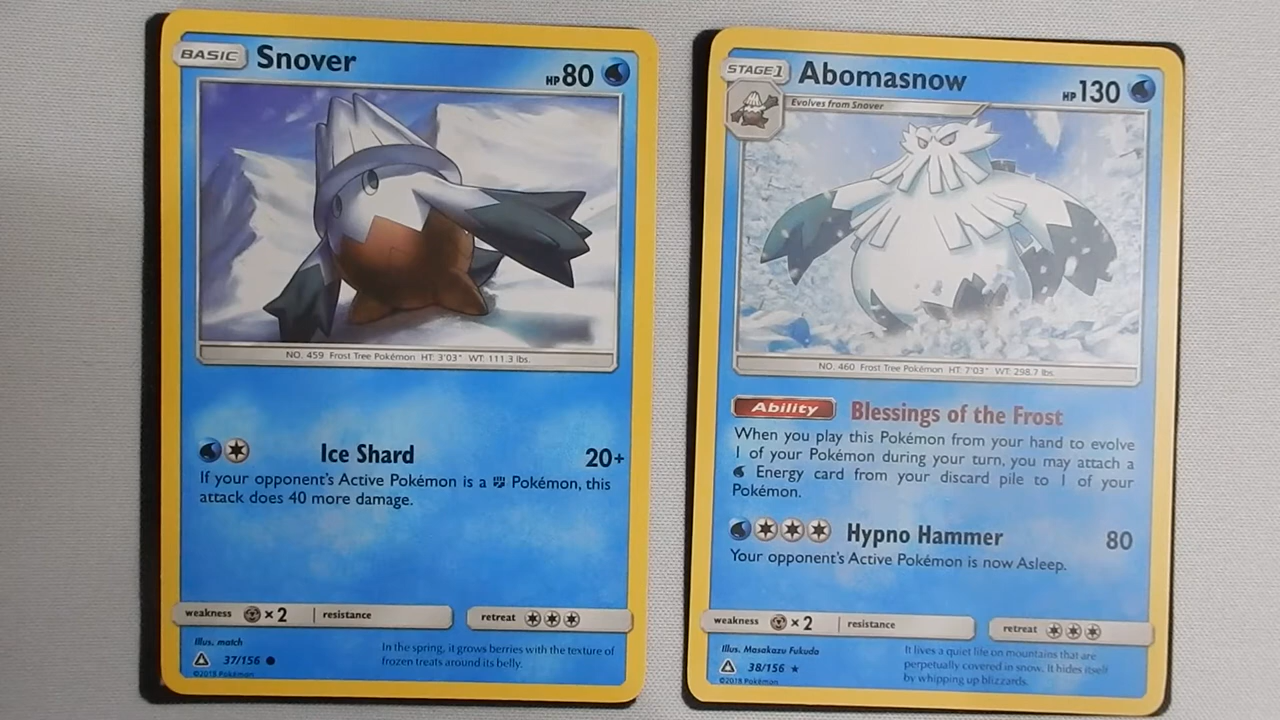 BASIC
Snover
HP 80
NO. 459 Frost Tree Pokémon HT: 3'03" WT: 111.3 lbs.
Ice Shard 20+
If your opponent's Active Pokémon is a Pokémon, this
attack does 40 more damage.
weakness ×2 resistance retreat
Illus. match
37/156
©2018 Pokémon
In the spring, it grows berries with the texture of
frozen treats around its belly.
STAGE1
Abomasnow
HP 130
Evolves from Snover
NO. 460 Frost Tree Pokémon HT: 7'03" WT: 298.7 lbs.
Ability Blessings of the Frost
When you play this Pokémon from your hand to evolve
1 of your Pokémon during your turn, you may attach a
Energy card from your discard pile to 1 of your
Pokémon.
Hypno Hammer 80
Your opponent's Active Pokémon is now Asleep.
weakness ×2 resistance retreat
Illus. Masakazu Fukuda
38/156
©2018 Pokémon
It lives a quiet life on mountains that are
perpetually covered in snow. It hides itself
by whipping up blizzards.